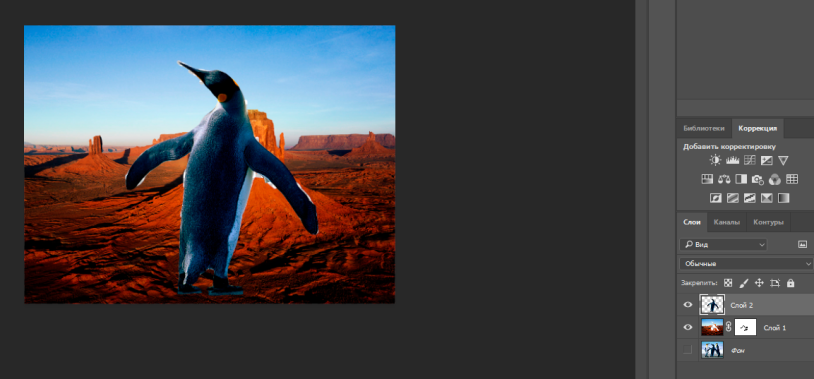 Библиотеки Коррекция
Добавить корректировку
Слои Каналы Контуры
Вид
Обычные
Закрепить:
Слой 2
Слой 1
Фон